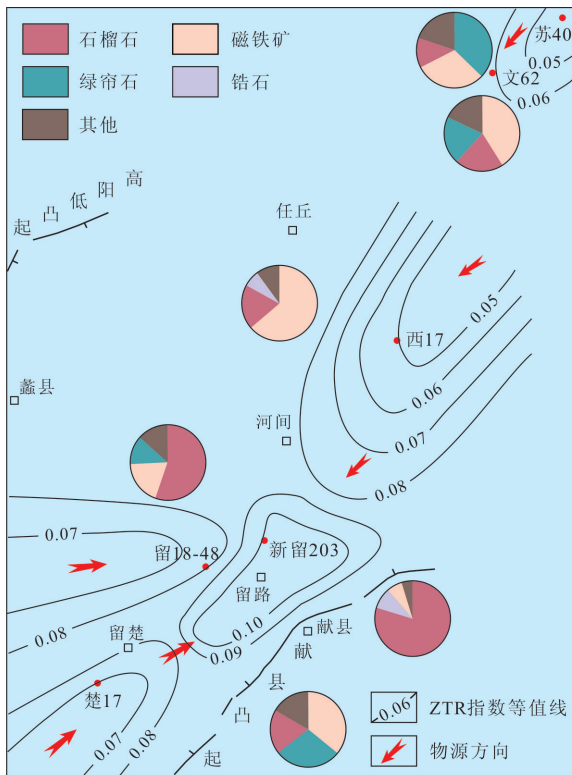 石榴石 磁铁矿
绿帘石 锆石
其他
苏40
0.05
文62
0.06
高阳低凸起
任丘
0.05
西17
0.06
蠡县
河间
0.07
0.08
0.07
留18-48
新留203
留路
0.08
0.10
献县
留楚
0.09
献县凸起
楚17
0.07
0.08
0.06 ZTR指数等值线
物源方向